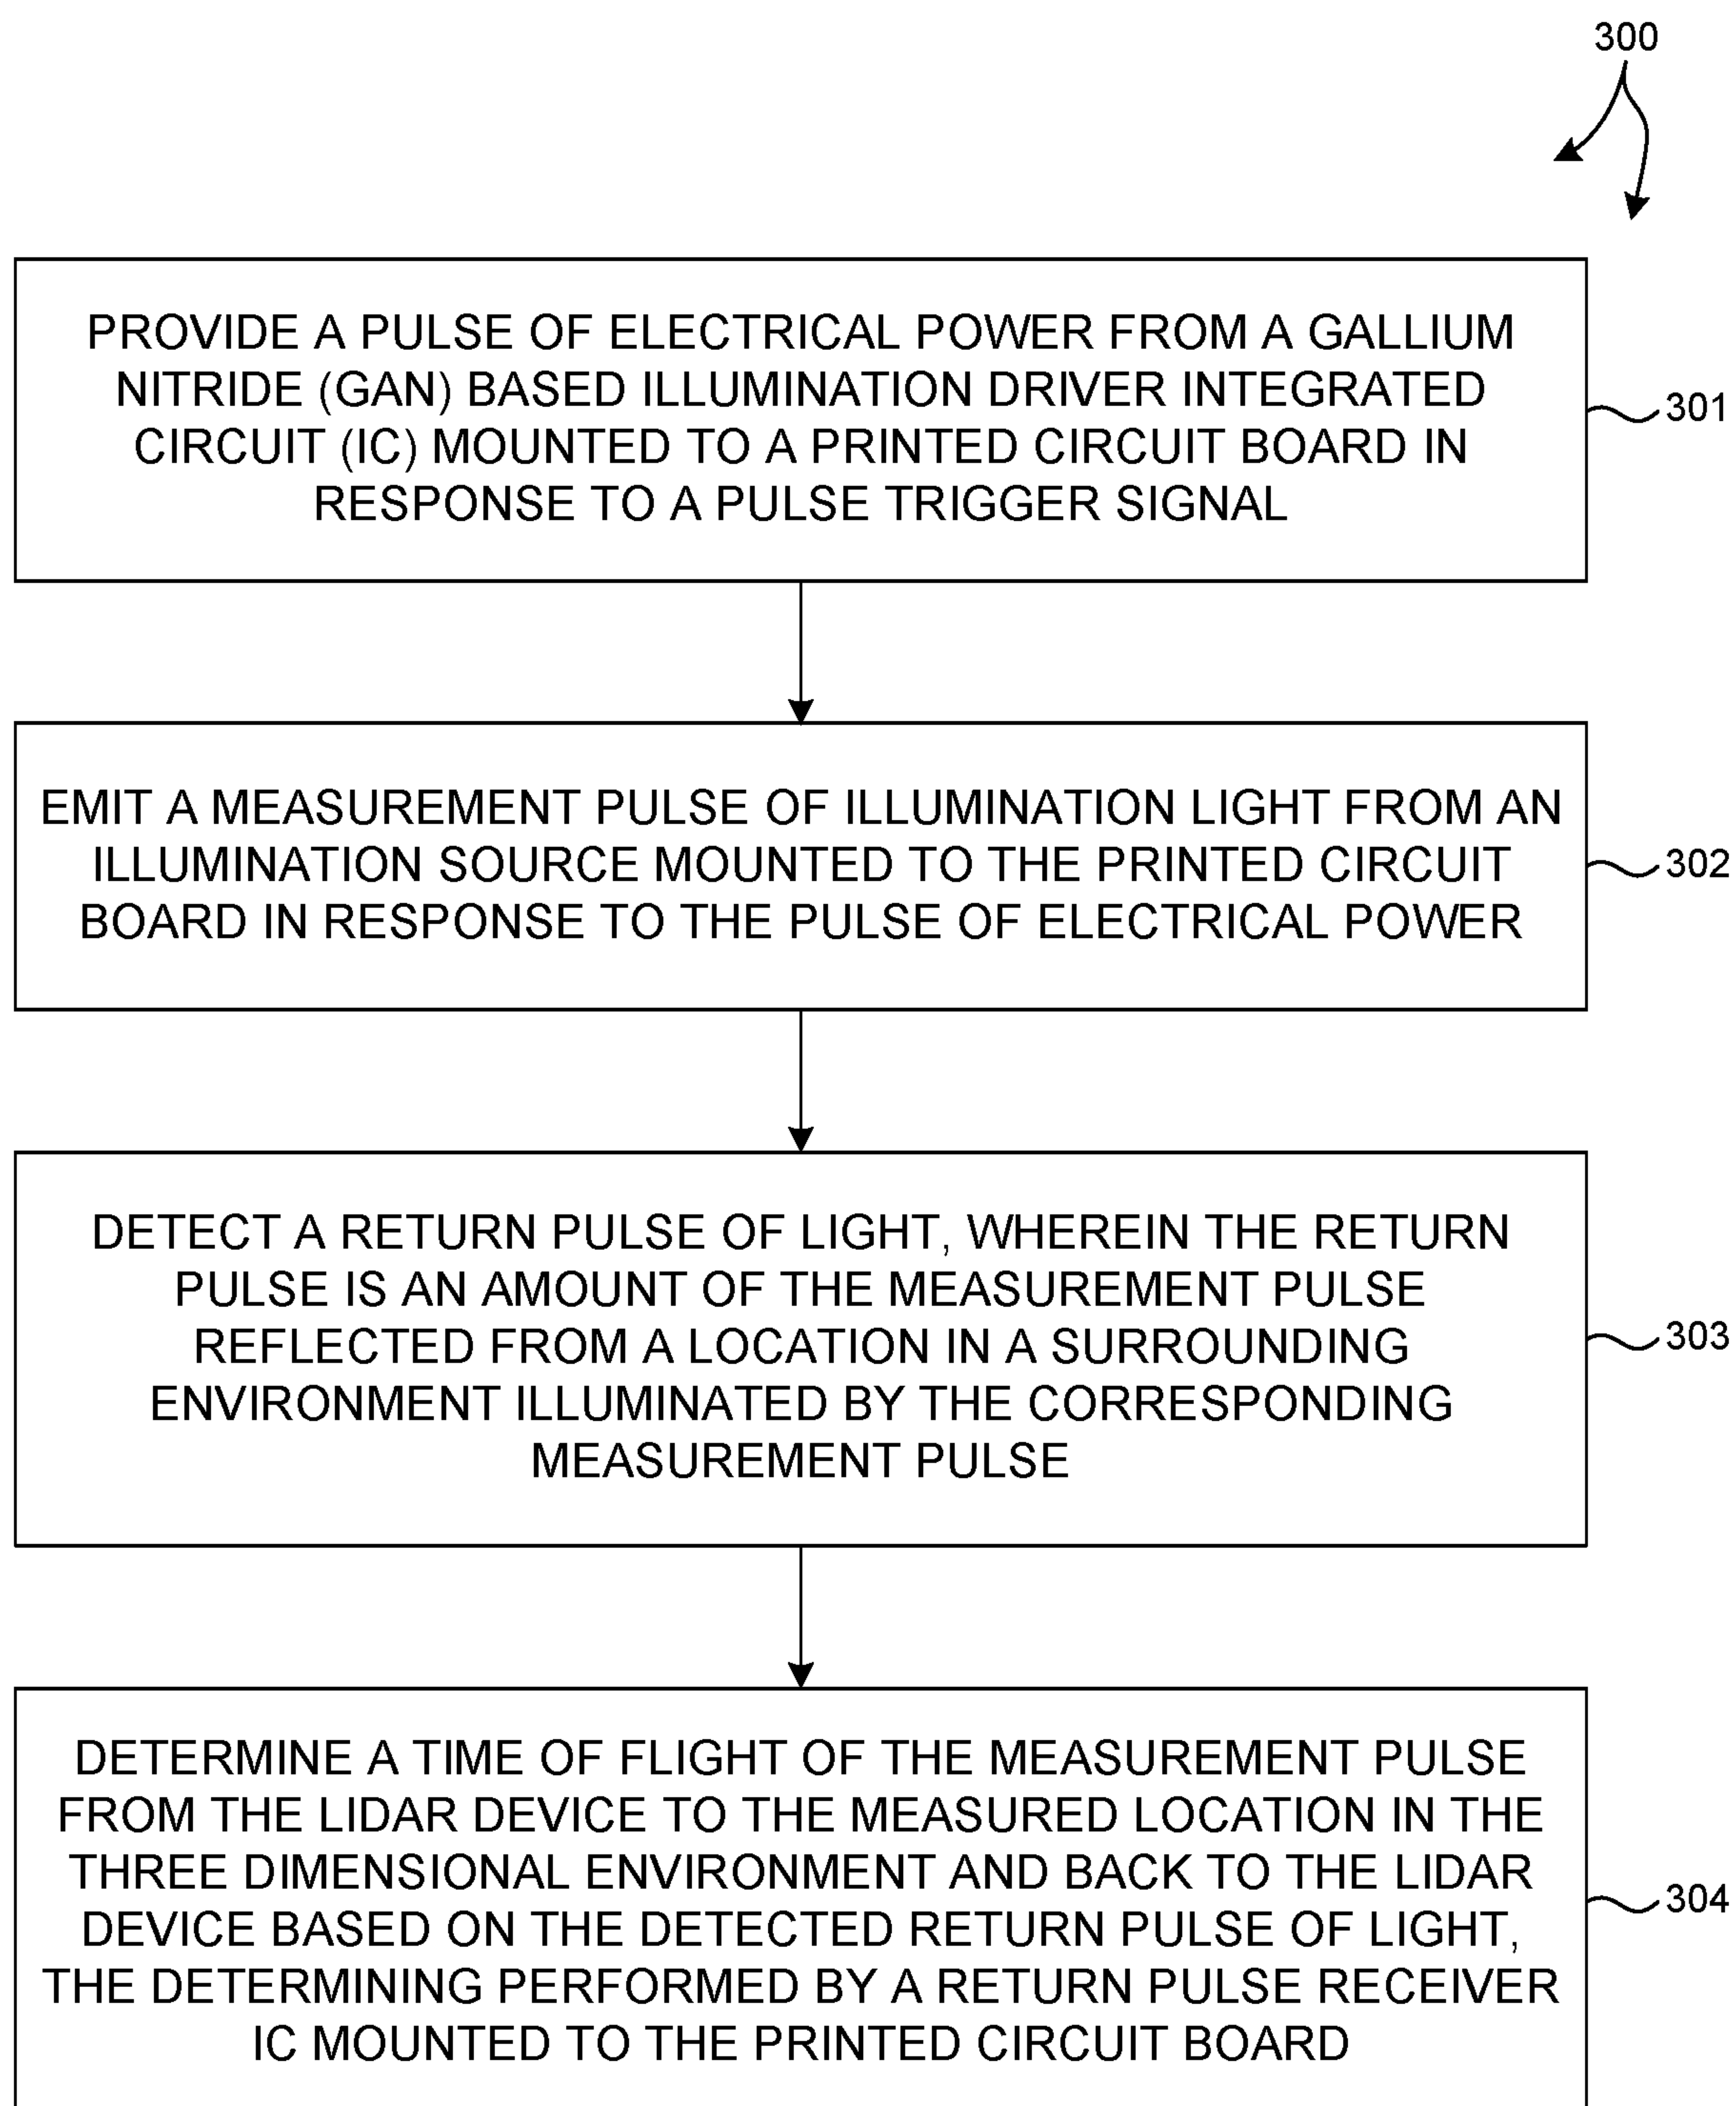 300
PROVIDE A PULSE OF ELECTRICAL POWER FROM A GALLIUM
NITRIDE (GAN) BASED ILLUMINATION DRIVER INTEGRATED
CIRCUIT (IC) MOUNTED TO A PRINTED CIRCUIT BOARD IN
RESPONSE TO A PULSE TRIGGER SIGNAL
301
EMIT A MEASUREMENT PULSE OF ILLUMINATION LIGHT FROM AN
ILLUMINATION SOURCE MOUNTED TO THE PRINTED CIRCUIT
BOARD IN RESPONSE TO THE PULSE OF ELECTRICAL POWER
302
DETECT A RETURN PULSE OF LIGHT, WHEREIN THE RETURN
PULSE IS AN AMOUNT OF THE MEASUREMENT PULSE
REFLECTED FROM A LOCATION IN A SURROUNDING
ENVIRONMENT ILLUMINATED BY THE CORRESPONDING
MEASUREMENT PULSE
303
DETERMINE A TIME OF FLIGHT OF THE MEASUREMENT PULSE
FROM THE LIDAR DEVICE TO THE MEASURED LOCATION IN THE
THREE DIMENSIONAL ENVIRONMENT AND BACK TO THE LIDAR
DEVICE BASED ON THE DETECTED RETURN PULSE OF LIGHT,
THE DETERMINING PERFORMED BY A RETURN PULSE RECEIVER
IC MOUNTED TO THE PRINTED CIRCUIT BOARD
304